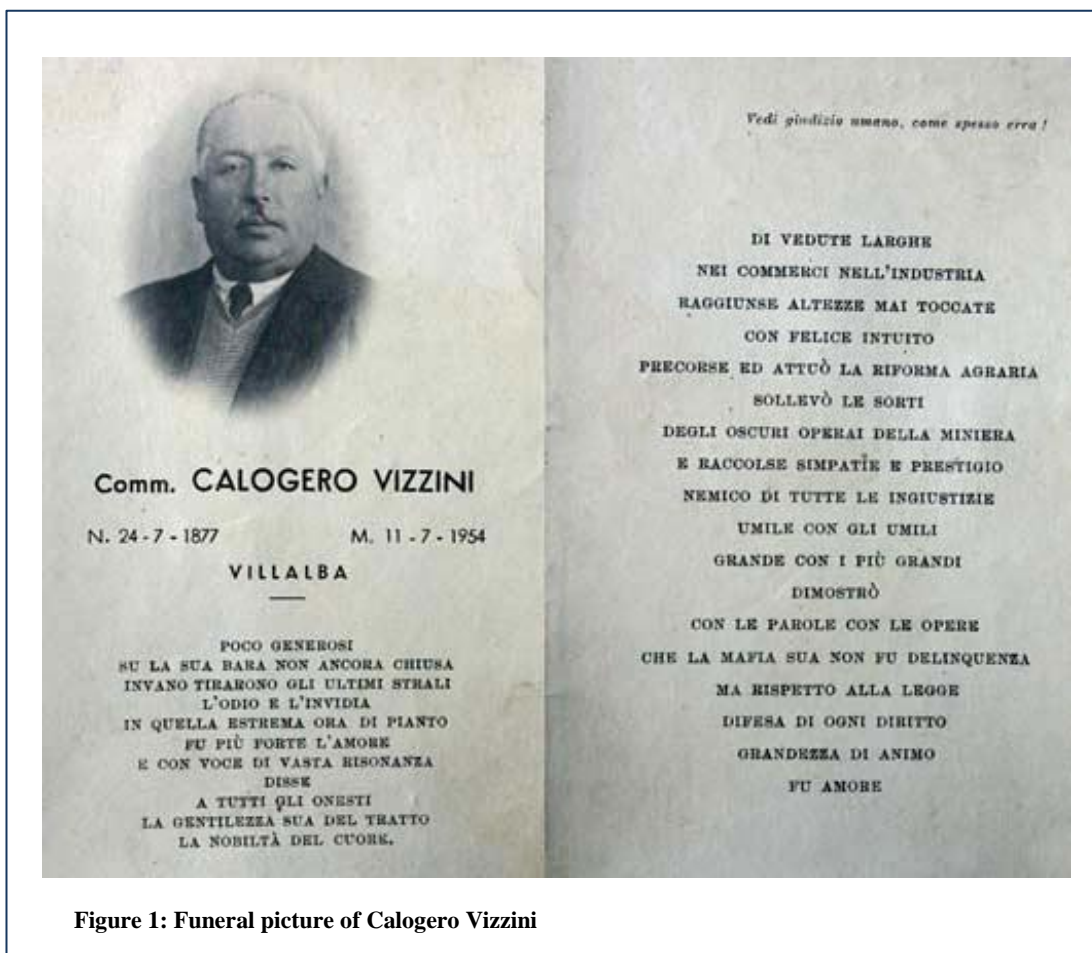 Comm. CALOGERO VIZZINI
N. 24-7-1877 M. 11-7-1954
VILLALBA
POCO GENEROSI
SU LA SUA BARA NON ANCORA CHIUSA
INVANO TIRARONO GLI ULTIMI STRALI
L'ODIO E L'INVIDIA
IN QUELLA ESTREMA ORA DI PIANTO
FU PIÙ FORTE L'AMORE
E CON VOCE DI VASTA RISONANZA
DISSE
A TUTTI GLI ONESTI
LA GENTILEZZA SUA DEL TRATTO
LA NOBILTÀ DEL CUORE.
Vedi giudizio umano, come spesso erra!
DI VEDUTE LARGHE
NEI COMMERCI NELL'INDUSTRIA
RAGGIUNSE ALTEZZE MAI TOCCATE
CON FELICE INTUITO
PRECORSE ED ATTUÒ LA RIFORMA AGRARIA
SOLLEVÒ LE SORTI
DEGLI OSCURI OPERAI DELLA MINIERA
E RACCOLSE SIMPATIE E PRESTIGIO
NEMICO DI TUTTE LE INGIUSTIZIE
UMILE CON GLI UMILI
GRANDE CON I PIÙ GRANDI
DIMOSTRÒ
CON LE PAROLE CON LE OPERE
CHE LA MAFIA SUA NON FU DELINQUENZA
MA RISPETTO ALLA LEGGE
DIFESA DI OGNI DIRITTO
GRANDEZZA DI ANIMO
FU AMORE
Figure 1: Funeral picture of Calogero Vizzini